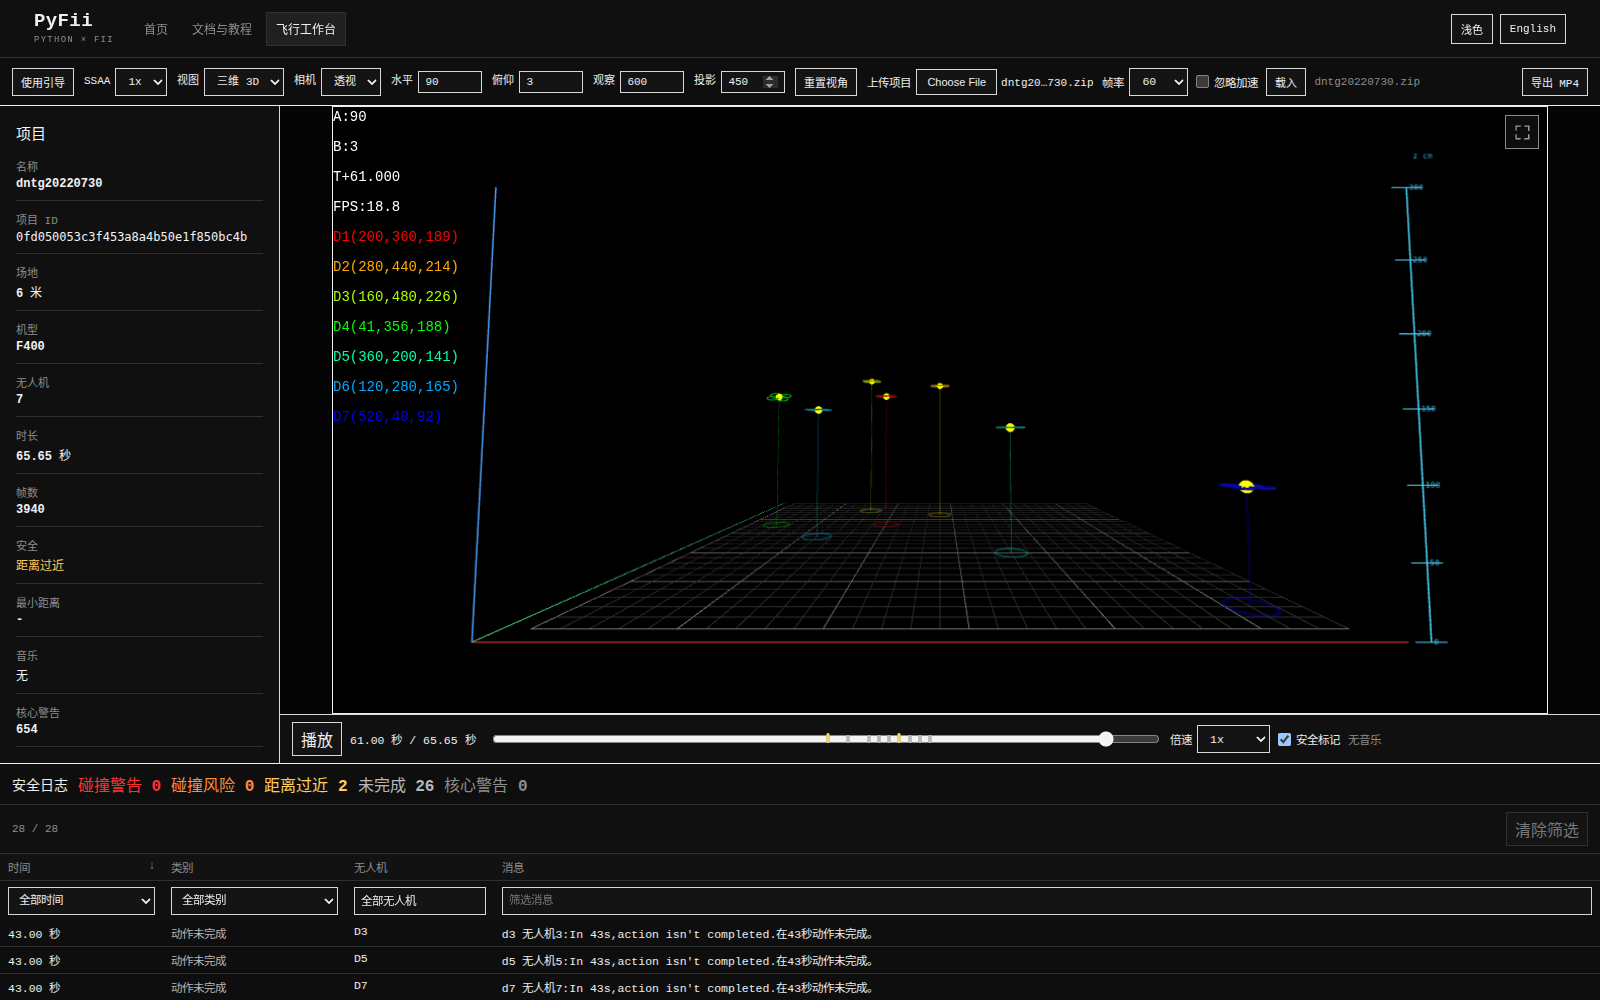 PyFii
PYTHON × FII
首页 文档与教程 飞行工作台
浅色 English
使用引导 SSAA 1x 视图 三维 3D 相机 透视 水平 90 俯仰 3 观察 600 投影 450 重置视角 上传项目 Choose File dntg20…730.zip 帧率 60 忽略加速 载入 dntg20220730.zip 导出 MP4
项目
名称
dntg20220730
项目 ID
0fd050053c3f453a8a4b50e1f850bc4b
场地
6 米
机型
F400
无人机
7
时长
65.65 秒
帧数
3940
安全
距离过近
最小距离
-
音乐
无
核心警告
654
A:90
B:3
T+61.000
FPS:18.8
D1(200,360,189)
D2(280,440,214)
D3(160,480,226)
D4(41,356,188)
D5(360,200,141)
D6(120,280,165)
D7(520,40,92)
z cm
300
250
200
150
100
50
0
播放 61.00 秒 / 65.65 秒 倍速 1x 安全标记 无音乐
安全日志 碰撞警告 0 碰撞风险 0 距离过近 2 未完成 26 核心警告 0
28 / 28 清除筛选
时间 ↓ 类别 无人机 消息
全部时间 全部类别 全部无人机 筛选消息
43.00 秒 动作未完成 D3 d3 无人机3:In 43s,action isn't completed.在43秒动作未完成。
43.00 秒 动作未完成 D5 d5 无人机5:In 43s,action isn't completed.在43秒动作未完成。
43.00 秒 动作未完成 D7 d7 无人机7:In 43s,action isn't completed.在43秒动作未完成。